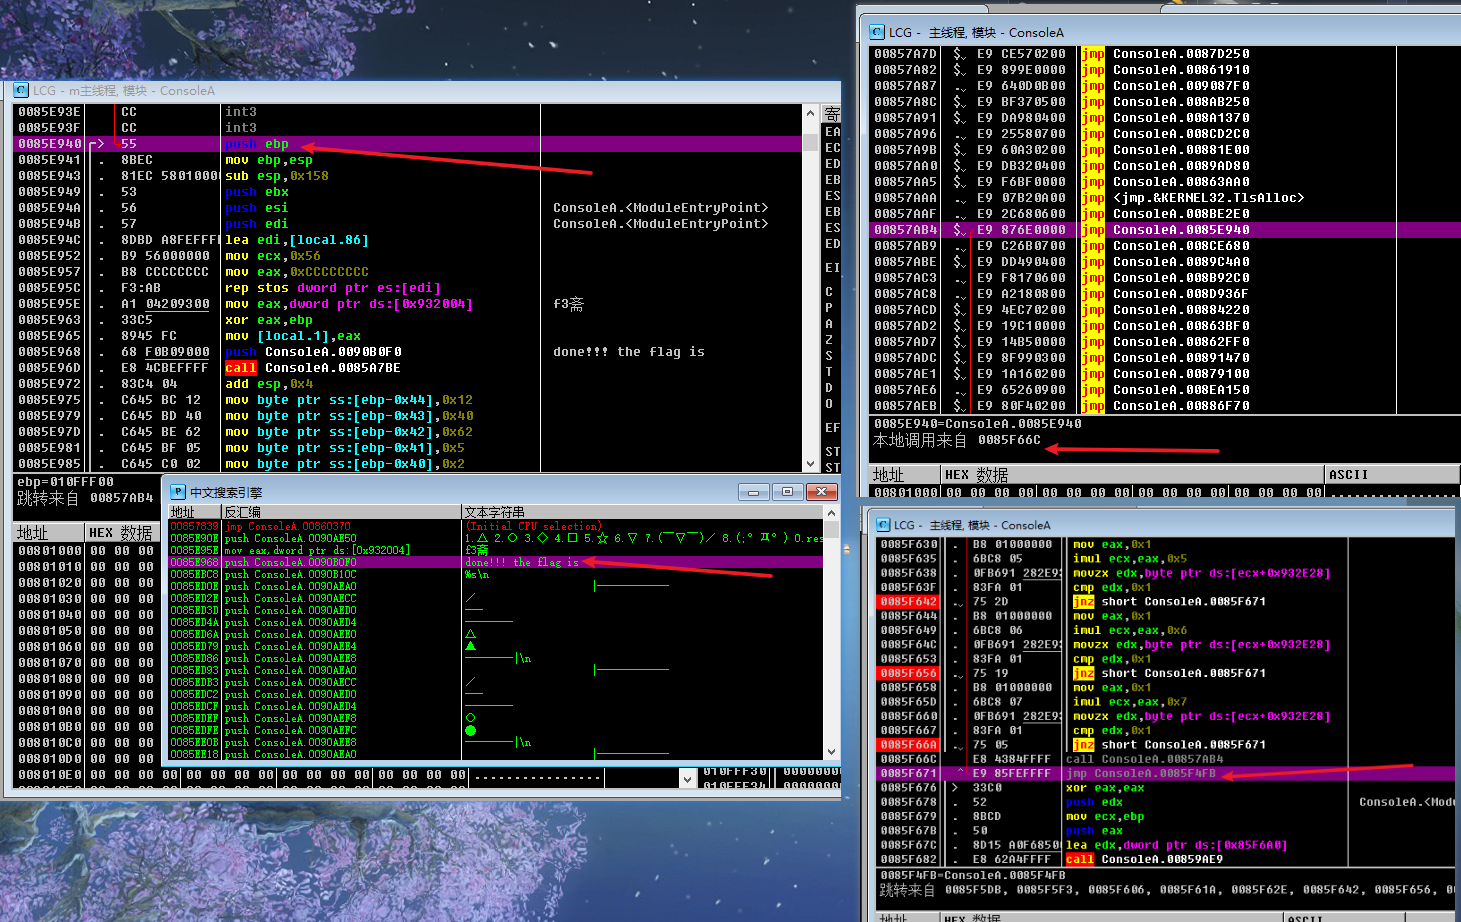 LCG - m主线程, 模块 - ConsoleA
0085E93E CC int3
0085E93F CC int3
0085E940 55 push ebp
0085E941 . 8BEC mov ebp,esp
0085E943 . 81EC 5801000 sub esp,0x158
0085E949 . 53 push ebx
0085E94A . 56 push esi ConsoleA.<ModuleEntryPoint>
0085E94B . 57 push edi ConsoleA.<ModuleEntryPoint>
0085E94C . 8DBD A8FEFFFF lea edi,[local.86]
0085E952 . B9 56000000 mov ecx,0x56
0085E957 . B8 CCCCCCCC mov eax,0xCCCCCCCC
0085E95C . F3:AB rep stos dword ptr es:[edi]
0085E95E . A1 04209300 mov eax,dword ptr ds:[0x932004] f3斋
0085E963 . 33C5 xor eax,ebp
0085E965 . 8945 FC mov [local.1],eax
0085E968 . 68 F0B09000 push ConsoleA.0090B0F0 done!!! the flag is
0085E96D . E8 4CBEFFFF call ConsoleA.0085A7BE
0085E972 . 83C4 04 add esp,0x4
0085E975 . C645 BC 12 mov byte ptr ss:[ebp-0x44],0x12
0085E979 . C645 BD 40 mov byte ptr ss:[ebp-0x43],0x40
0085E97D . C645 BE 62 mov byte ptr ss:[ebp-0x42],0x62
0085E981 . C645 BF 05 mov byte ptr ss:[ebp-0x41],0x5
0085E985 . C645 C0 02 mov byte ptr ss:[ebp-0x40],0x2
ebp=010FFF00
跳转来自 00857AB4
地址 HEX 数据
00801000 00 00 00
00801010 00 00 00
00801020 00 00 00
00801030 00 00 00
00801040 00 00 00
00801050 00 00 00
00801060 00 00 00
00801070 00 00 00
00801080 00 00 00
00801090 00 00 00
008010A0 00 00 00
008010B0 00 00 00
008010C0 00 00 00
008010D0 00 00 00
008010E0 00 00 00 00 00 00 00 00 00 00 00 00 00 00 00 ................
中文搜索引擎
地址 反汇编 文本字符串
00857839 jmp ConsoleA.00860370 (Initial CPU selection)
0085E90E push ConsoleA.0090AE50 1.△ 2.○ 3.◇ 4.□ 5.☆ 6.▽ 7.(￣▽￣)／ 8.(;°Д°) 0.res
0085E95E mov eax,dword ptr ds:[0x932004] f3斋
0085E968 push ConsoleA.0090B0F0 done!!! the flag is
0085EBC8 push ConsoleA.0090B10C %s\n
0085ED0E push ConsoleA.0090AEA0
0085ED2E push ConsoleA.0090AECC ／
0085ED3D push ConsoleA.0090AED0
0085ED4A push ConsoleA.0090AED4
0085ED6A push ConsoleA.0090AEE0 △
0085ED79 push ConsoleA.0090AEE4 ▲
0085ED86 push ConsoleA.0090AEE8 |\n
0085ED93 push ConsoleA.0090AEA0
0085EDB3 push ConsoleA.0090AECC ／
0085EDC2 push ConsoleA.0090AED0
0085EDCF push ConsoleA.0090AED4
0085EDEF push ConsoleA.0090AEF8 ○
0085EDFE push ConsoleA.0090AEFC ●
0085EE0B push ConsoleA.0090AEE8 |\n
0085EE18 push ConsoleA.0090AEA0
LCG - 主线程, 模块 - ConsoleA
00857A7D E9 CE570200 jmp ConsoleA.0087D250
00857A82 E9 899E0000 jmp ConsoleA.00861910
00857A87 E9 640D0B00 jmp ConsoleA.009087F0
00857A8C E9 BF370500 jmp ConsoleA.008AB250
00857A91 E9 DA980400 jmp ConsoleA.008A1370
00857A96 E9 25580700 jmp ConsoleA.008CD2C0
00857A9B E9 60A30200 jmp ConsoleA.00881E00
00857AA0 E9 DB320400 jmp ConsoleA.0089AD80
00857AA5 E9 F6BF0000 jmp ConsoleA.00863AA0
00857AAA E9 07B20A00 jmp <jmp.&KERNEL32.TlsAlloc>
00857AAF E9 2C680600 jmp ConsoleA.008BE2E0
00857AB4 E9 876E0000 jmp ConsoleA.0085E940
00857AB9 E9 C26B0700 jmp ConsoleA.008CE680
00857ABE E9 DD490400 jmp ConsoleA.0089C4A0
00857AC3 E9 F8170600 jmp ConsoleA.008B92C0
00857AC8 E9 A2180800 jmp ConsoleA.008D936F
00857ACD E9 4EC70200 jmp ConsoleA.00884220
00857AD2 E9 19C10000 jmp ConsoleA.00863BF0
00857AD7 E9 14B50000 jmp ConsoleA.00862FF0
00857ADC E9 8F990300 jmp ConsoleA.00891470
00857AE1 E9 1A160200 jmp ConsoleA.00879100
00857AE6 E9 65260900 jmp ConsoleA.008EA150
00857AEB E9 80F40200 jmp ConsoleA.00886F70
0085E940=ConsoleA.0085E940
本地调用来自 0085F66C
地址 HEX 数据 ASCII
00801000 00 00 00 00 00 00 00 00 00 00 00 00 00 00 00 00
LCG - 主线程, 模块 - ConsoleA
0085F630 . B8 01000000 mov eax,0x1
0085F635 . 6BC8 05 imul ecx,eax,0x5
0085F638 . 0FB691 282E93 movzx edx,byte ptr ds:[ecx+0x932E28]
0085F63F . 83FA 01 cmp edx,0x1
0085F642 75 2D jnz short ConsoleA.0085F671
0085F644 . B8 01000000 mov eax,0x1
0085F649 . 6BC8 06 imul ecx,eax,0x6
0085F64C . 0FB691 282E93 movzx edx,byte ptr ds:[ecx+0x932E28]
0085F653 . 83FA 01 cmp edx,0x1
0085F656 75 19 jnz short ConsoleA.0085F671
0085F658 . B8 01000000 mov eax,0x1
0085F65D . 6BC8 07 imul ecx,eax,0x7
0085F660 . 0FB691 282E93 movzx edx,byte ptr ds:[ecx+0x932E28]
0085F667 . 83FA 01 cmp edx,0x1
0085F66A 75 05 jnz short ConsoleA.0085F671
0085F66C . E8 4384FFFF call ConsoleA.00857AB4
0085F671 E9 85FEFFFF jmp ConsoleA.0085F4FB
0085F676 > 33C0 xor eax,eax
0085F678 . 52 push edx ConsoleA.<Mod
0085F679 . 8BCD mov ecx,ebp
0085F67B . 50 push eax
0085F67C . 8D15 A0F68500 lea edx,dword ptr ds:[0x85F6A0]
0085F682 . E8 62A4FFFF call ConsoleA.00859AE9
0085F4FB=ConsoleA.0085F4FB
跳转来自 0085F5DB, 0085F5F3, 0085F606, 0085F61A, 0085F62E, 0085F642, 0085F656, 00
地址 HEX 数据 ASCII